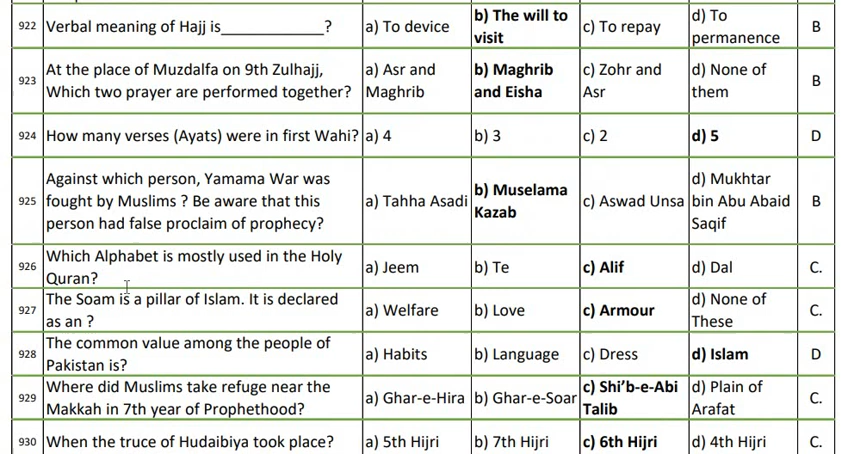 922 Verbal meaning of Hajj is____________? a) To device b) The will to visit c) To repay d) To permanence B
923 At the place of Muzdalfa on 9th Zulhajj, Which two prayer are performed together? a) Asr and Maghrib b) Maghrib and Eisha c) Zohr and Asr d) None of them B
924 How many verses (Ayats) were in first Wahi? a) 4 b) 3 c) 2 d) 5 D
925 Against which person, Yamama War was fought by Muslims ? Be aware that this person had false proclaim of prophecy? a) Tahha Asadi b) Muselama Kazab c) Aswad Unsa d) Mukhtar bin Abu Abaid Saqif B
926 Which Alphabet is mostly used in the Holy Quran? a) Jeem b) Te c) Alif d) Dal C.
927 The Soam is a pillar of Islam. It is declared as an ? a) Welfare b) Love c) Armour d) None of These C.
928 The common value among the people of Pakistan is? a) Habits b) Language c) Dress d) Islam D
929 Where did Muslims take refuge near the Makkah in 7th year of Prophethood? a) Ghar-e-Hira b) Ghar-e-Soar c) Shi’b-e-Abi Talib d) Plain of Arafat C.
930 When the truce of Hudaibiya took place? a) 5th Hijri b) 7th Hijri c) 6th Hijri d) 4th Hijri C.